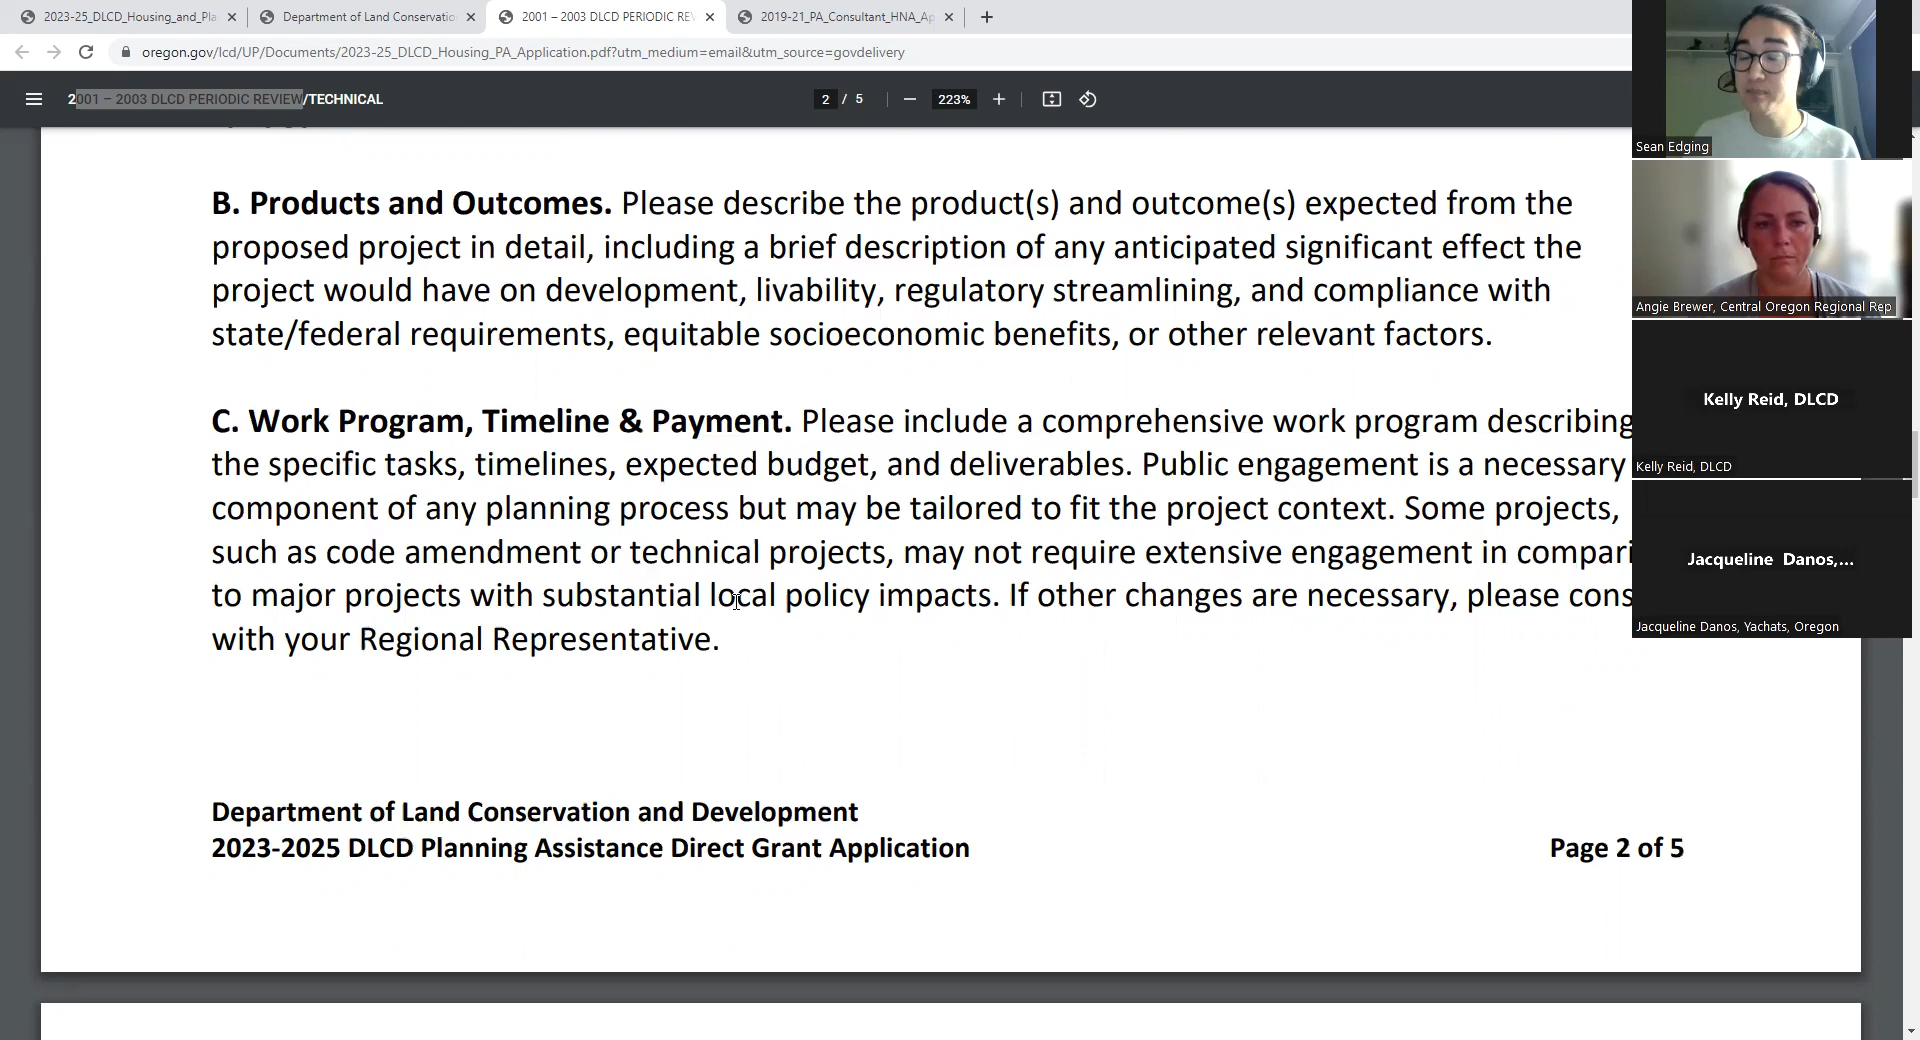 2023-25_DLCD_Housing_and_Pla
Department of Land Conservatio
2001 – 2003 DLCD PERIODIC REV
2019-21_PA_Consultant_HNA_Ap
oregon.gov/lcd/UP/Documents/2023-25_DLCD_Housing_PA_Application.pdf?utm_medium=email&utm_source=govdelivery
2001 – 2003 DLCD PERIODIC REVIEW/TECHNICAL
2 / 5
223%
B. Products and Outcomes. Please describe the product(s) and outcome(s) expected from the
proposed project in detail, including a brief description of any anticipated significant effect the
project would have on development, livability, regulatory streamlining, and compliance with
state/federal requirements, equitable socioeconomic benefits, or other relevant factors.
C. Work Program, Timeline & Payment. Please include a comprehensive work program describing
the specific tasks, timelines, expected budget, and deliverables. Public engagement is a necessary
component of any planning process but may be tailored to fit the project context. Some projects,
such as code amendment or technical projects, may not require extensive engagement in compari
to major projects with substantial local policy impacts. If other changes are necessary, please cons
with your Regional Representative.
Department of Land Conservation and Development
2023-2025 DLCD Planning Assistance Direct Grant Application
Page 2 of 5
Sean Edging
Angie Brewer, Central Oregon Regional Rep
Kelly Reid, DLCD
Kelly Reid, DLCD
Jacqueline Danos,...
Jacqueline Danos, Yachats, Oregon